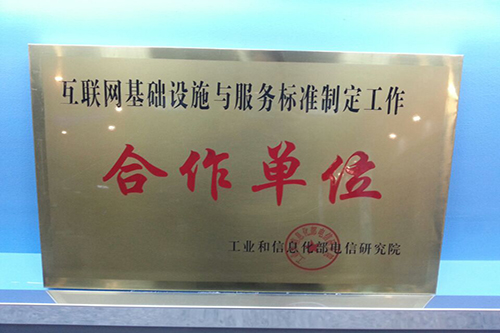 互联网基础设施与服务标准制定工作
合作单位
工业和信息化部电信研究院